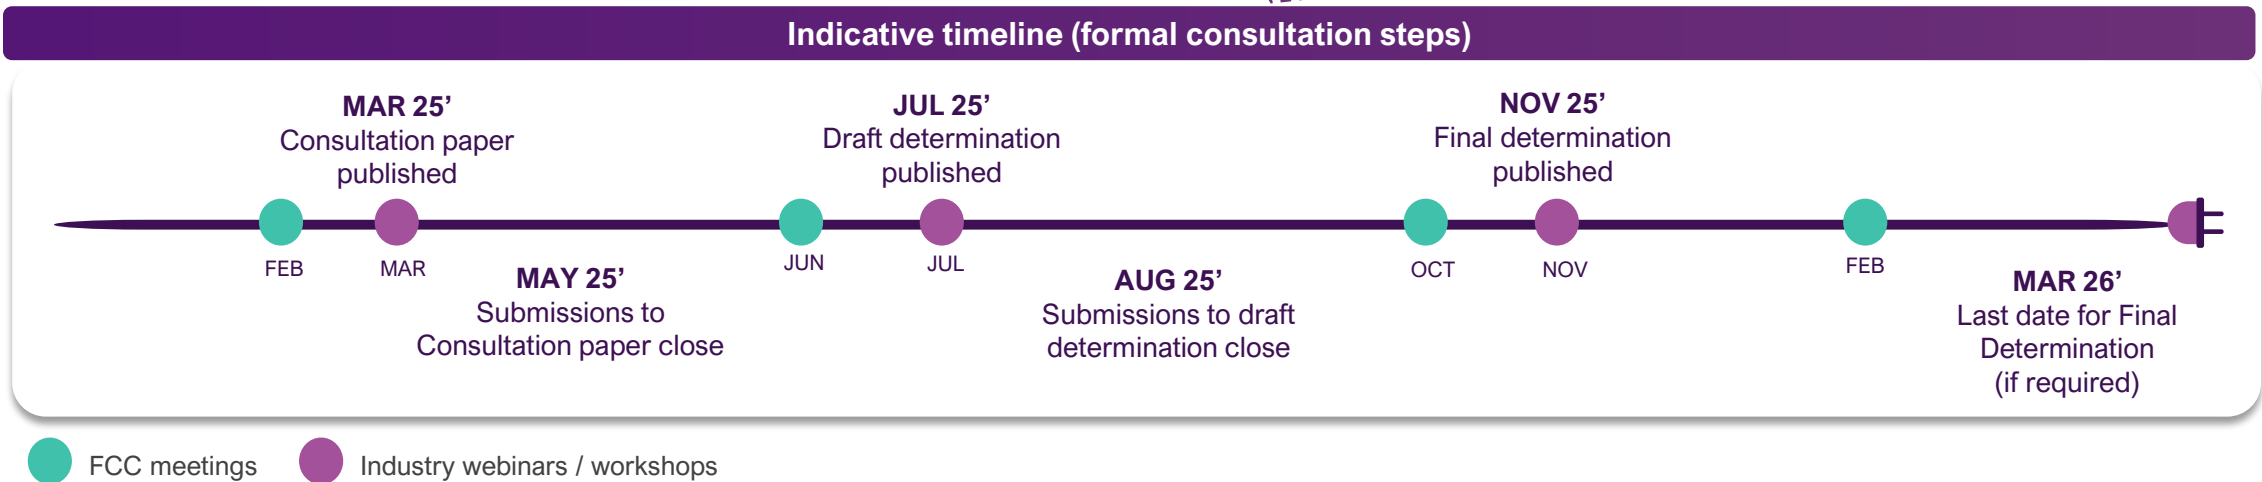 Indicative timeline (formal consultation steps)
MAR 25’
Consultation paper
published
JUL 25’
Draft determination
published
NOV 25’
Final determination
published
FEB
MAR
JUN
JUL
OCT
NOV
FEB
MAY 25’
Submissions to
Consultation paper close
AUG 25’
Submissions to draft
determination close
MAR 26’
Last date for Final
Determination
(if required)
FCC meetings
Industry webinars / workshops